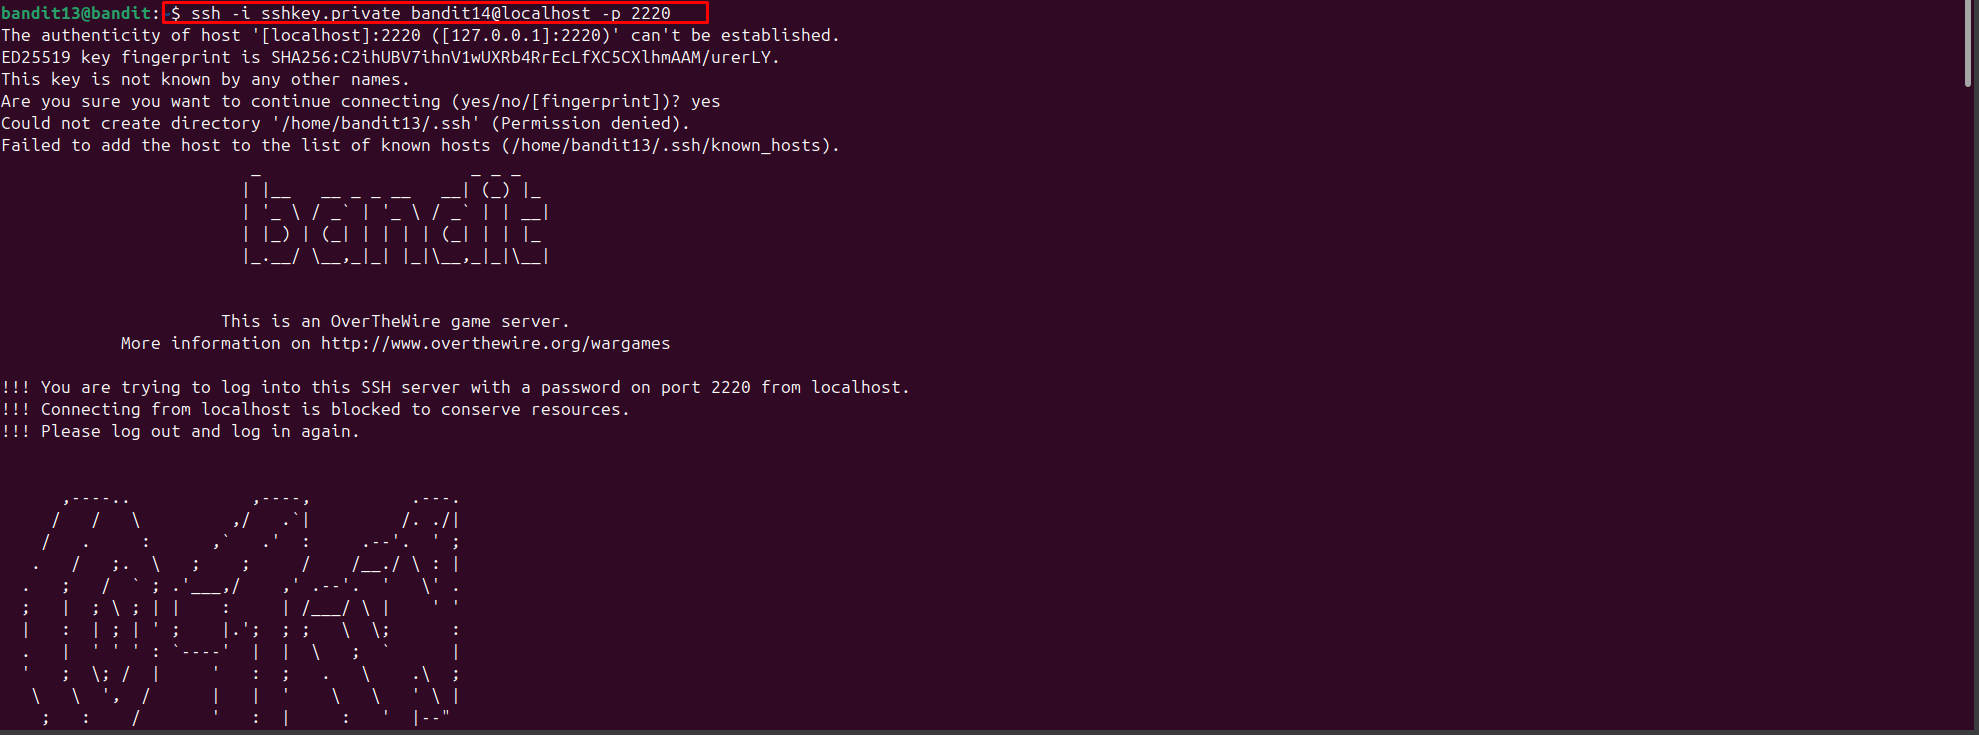 bandit13@bandit:~$ ssh -i sshkey.private bandit14@localhost -p 2220
The authenticity of host '[localhost]:2220 ([127.0.0.1]:2220)' can't be established.
ED25519 key fingerprint is SHA256:C2ihUBV7ihnV1wUXRb4RrEcLfXC5CXlhmAAM/urerLY.
This key is not known by any other names.
Are you sure you want to continue connecting (yes/no/[fingerprint])? yes
Could not create directory '/home/bandit13/.ssh' (Permission denied).
Failed to add the host to the list of known hosts (/home/bandit13/.ssh/known_hosts).
bandit
This is an OverTheWire game server.
More information on http://www.overthewire.org/wargames
!!! You are trying to log into this SSH server with a password on port 2220 from localhost.
!!! Connecting from localhost is blocked to conserve resources.
!!! Please log out and log in again.